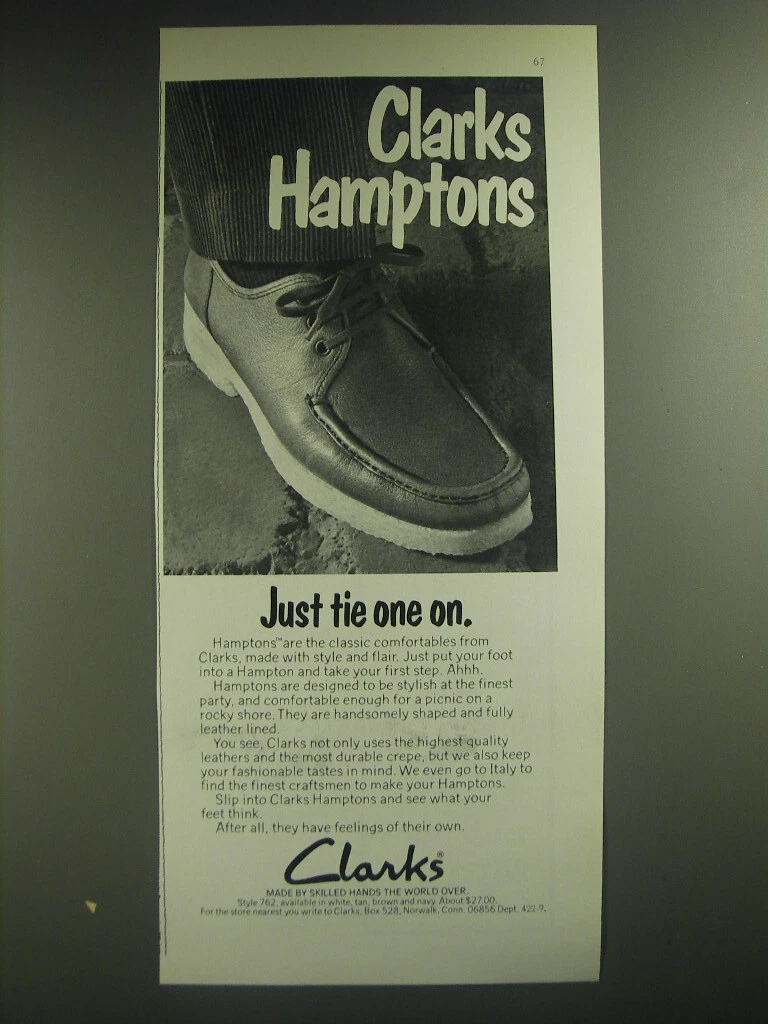 67
Clarks
Hamptons
Just tie one on.
Hamptons™ are the classic comfortables from
Clarks, made with style and flair. Just put your foot
into a Hampton and take your first step. Ahhh.
Hamptons are designed to be stylish at the finest
party, and comfortable enough for a picnic on a
rocky shore. They are handsomely shaped and fully
leather lined.
You see, Clarks not only uses the highest quality
leathers and the most durable crepe, but we also keep
your fashionable tastes in mind. We even go to Italy to
find the finest craftsmen to make your Hamptons.
Slip into Clarks Hamptons and see what your
feet think.
After all, they have feelings of their own.
Clarks®
MADE BY SKILLED HANDS THE WORLD OVER.
Style 762, available in white, tan, brown and navy. About $27.00.
For the store nearest you write to Clarks, Box 528, Norwalk, Conn. 06856 Dept. 422-9.